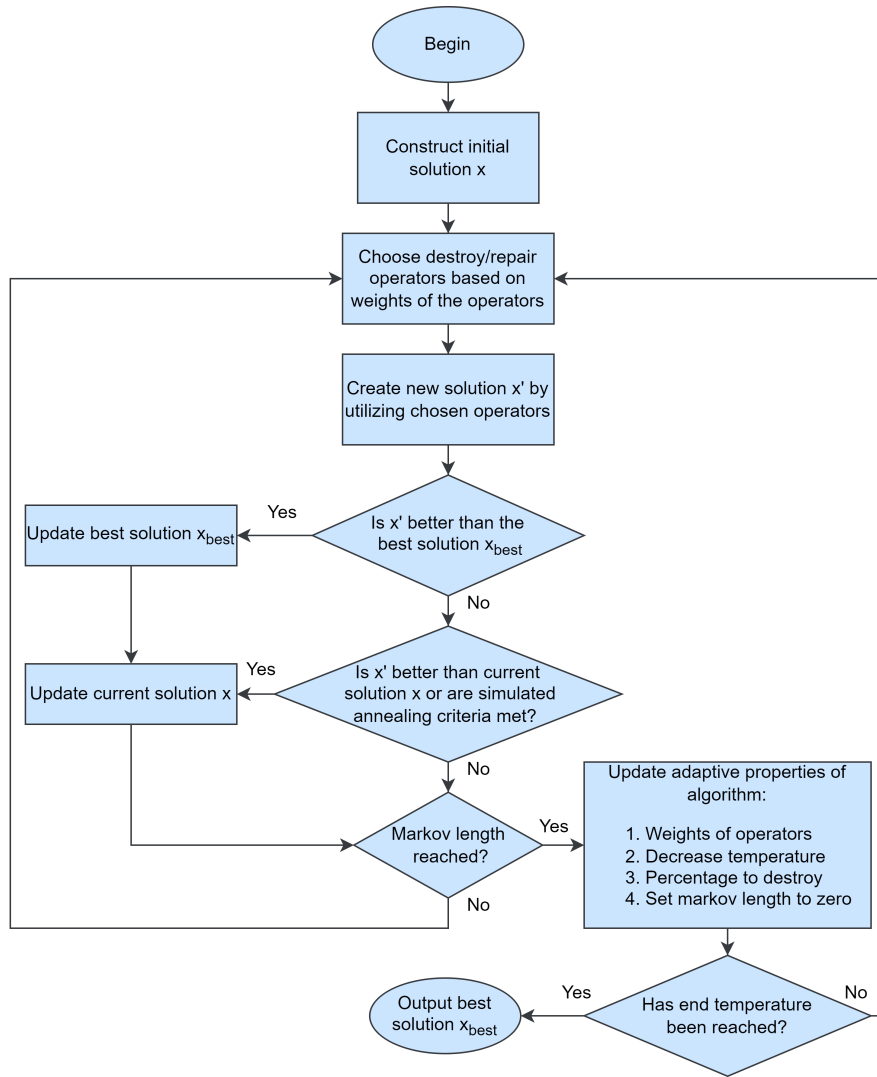 Begin
Construct initial
solution x
Choose destroy/repair
operators based on
weights of the operators
Create new solution x' by
utilizing chosen operators
Is x' better than the
best solution xbest
Yes
Update best solution xbest
No
Is x' better than current
solution x or are simulated
annealing criteria met?
Yes
Update current solution x
No
Markov length
reached?
Yes
No
Update adaptive properties of
algorithm:
1. Weights of operators
2. Decrease temperature
3. Percentage to destroy
4. Set markov length to zero
Has end temperature
been reached?
Yes
No
Output best
solution xbest